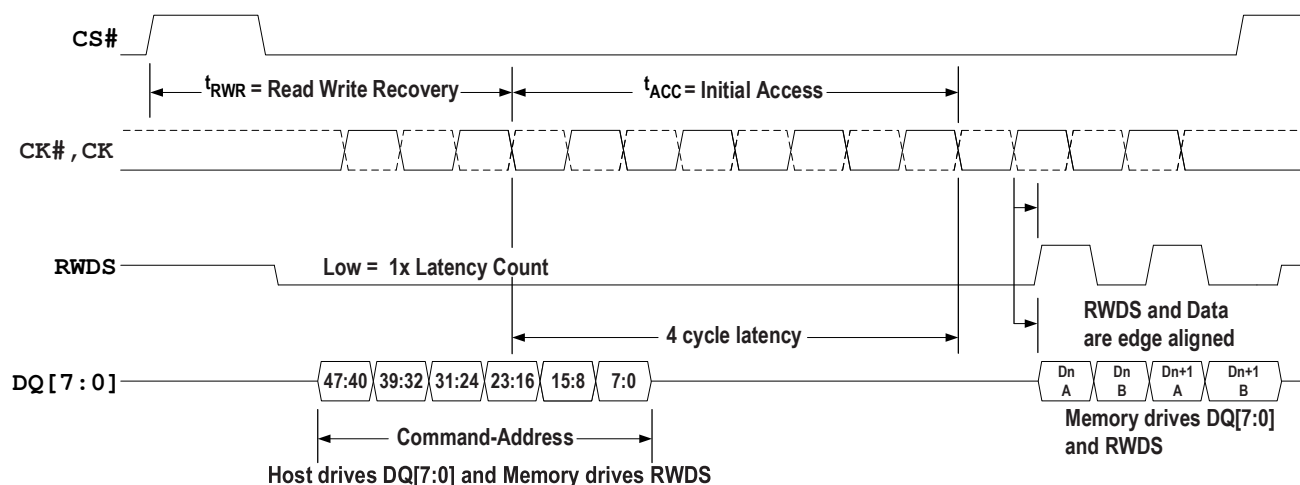 CS#
tRWR = Read Write Recovery
tACC = Initial Access
CK#,CK
RWDS
Low = 1x Latency Count
RWDS and Data
are edge aligned
4 cycle latency
DQ[7:0]
47:40 39:32 31:24 23:16 15:8 7:0
Dn A
Dn B
Dn+1 A
Dn+1 B
Command-Address
Memory drives DQ[7:0]
and RWDS
Host drives DQ[7:0] and Memory drives RWDS